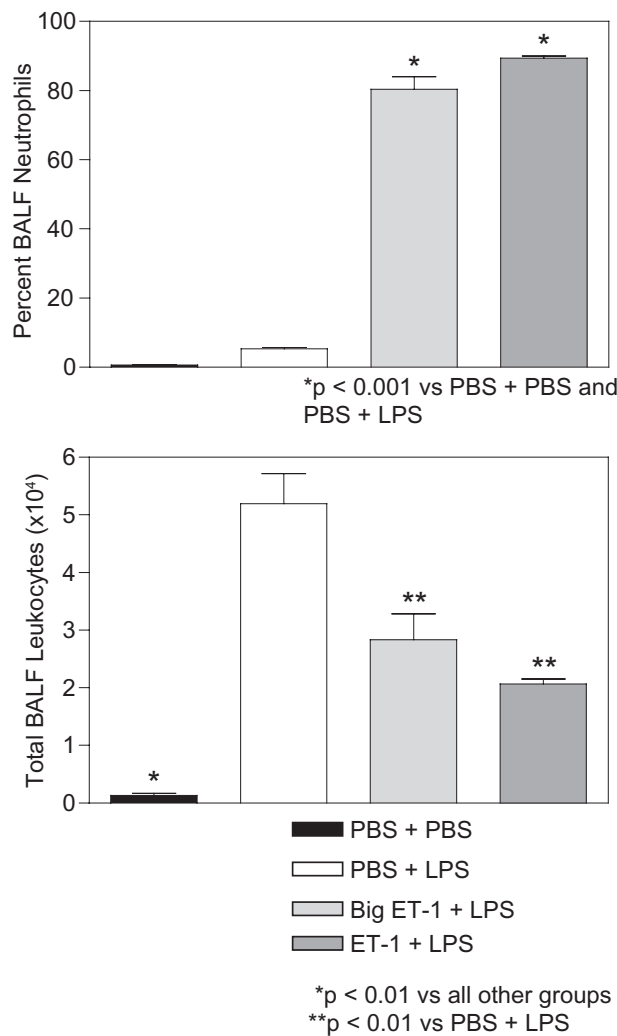 100
80
60
40
20
0
Percent BALF Neutrophils
*
*
*p < 0.001 vs PBS + PBS and
PBS + LPS
6
5
4
3
2
1
0
Total BALF Leukocytes (x10⁴)
*
**
**
PBS + PBS
PBS + LPS
Big ET-1 + LPS
ET-1 + LPS
*p < 0.01 vs all other groups
**p < 0.01 vs PBS + LPS